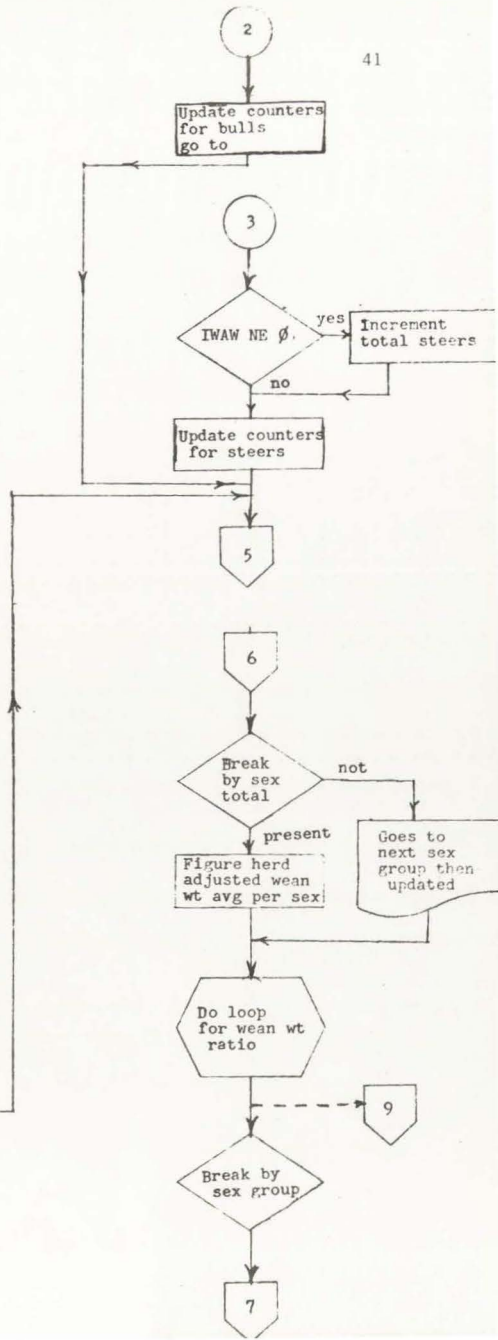 2
41
Update counters
for bulls
go to
3
IWAW NE Ø.
yes
Increment
total steers
no
Update counters
for steers
5
6
Break
by sex
total
not
present
Goes to
next sex
group then
updated
Figure herd
adjusted wean
wt avg per sex
Do loop
for wean wt
ratio
9
Break by
sex group
7